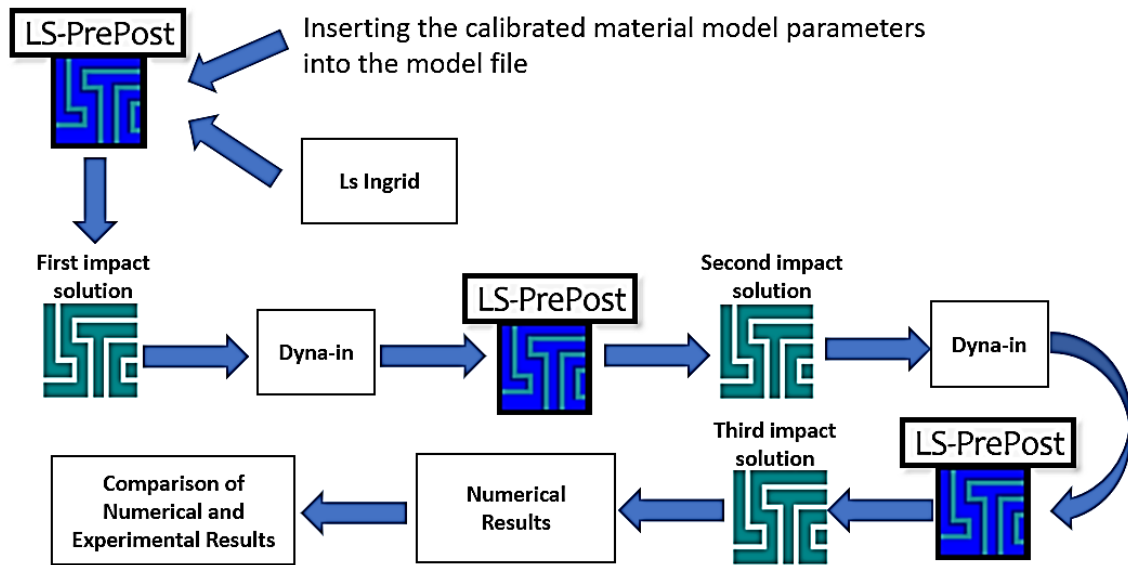 LS-PrePost
Inserting the calibrated material model parameters
into the model file
Ls Ingrid
First impact
solution
Dyna-in
LS-PrePost
Second impact
solution
Dyna-in
LS-PrePost
Third impact
solution
Numerical
Results
Comparison of
Numerical and
Experimental Results